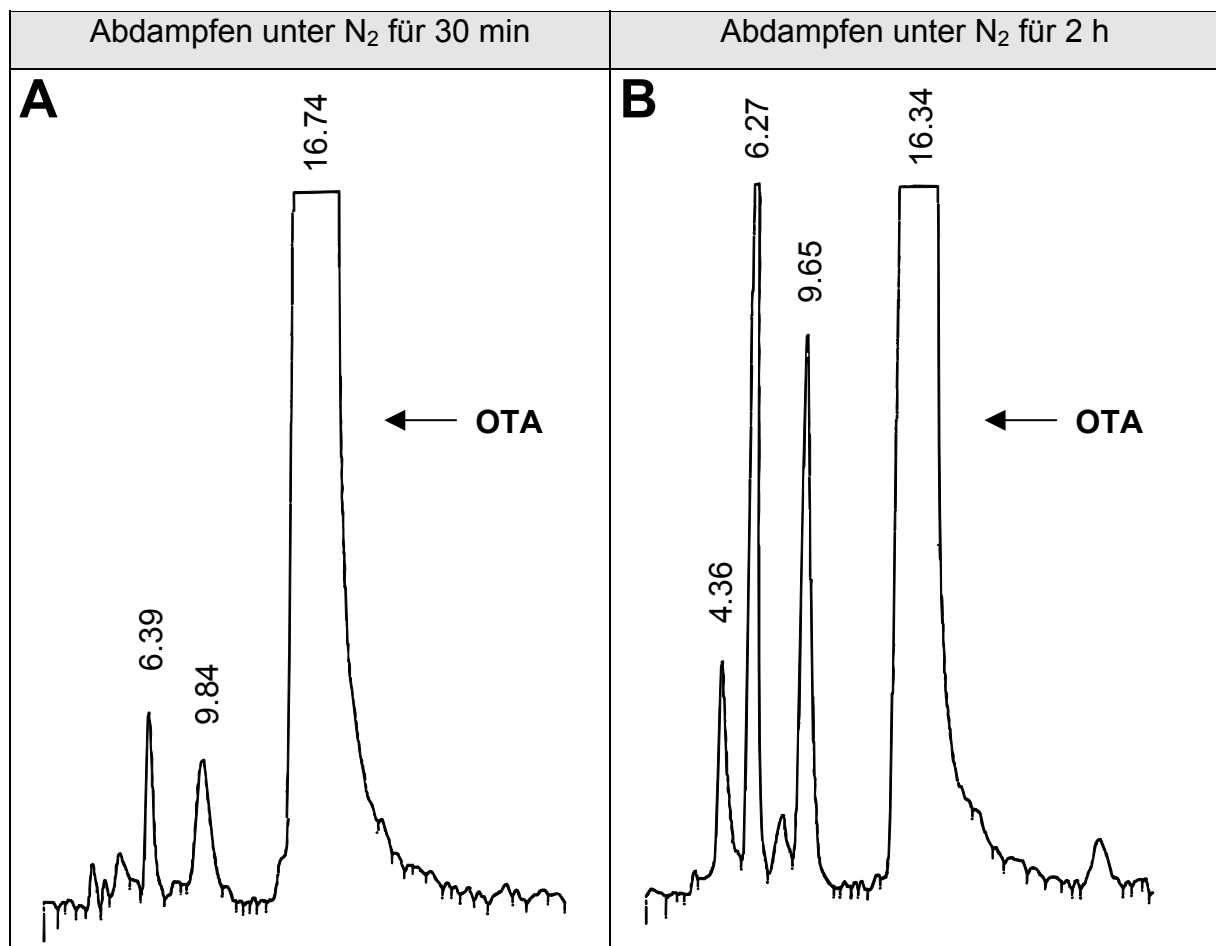 Abdampfen unter N₂ für 30 min
Abdampfen unter N₂ für 2 h
A
16.74
6.39
9.84
OTA
B
6.27
16.34
9.65
4.36
OTA